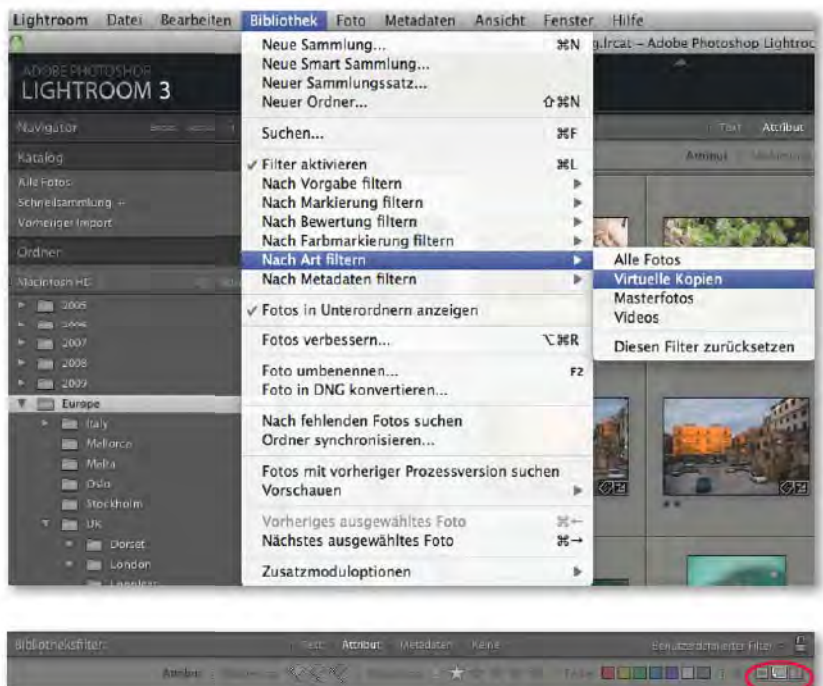 Lightroom Datei Bearbeiten Bibliothek Foto Metadaten Ansicht Fenster Hilfe
g.lrcat – Adobe Photoshop Lightroo
ADOBE PHOTOSHOP
LIGHTROOM 3
Navigator
Katalog
Alle Fotos
Schnellsammlung +
Vorheriger Import
Ordner
Macintosh HD
2005
2006
2007
2008
2009
Europe
Italy
Mallorca
Malta
Oslo
Stockholm
UK
Dorset
London
Neue Sammlung... ⌘N
Neue Smart Sammlung...
Neuer Sammlungssatz...
Neuer Ordner... ⇧⌘N
Suchen... ⌘F
✓ Filter aktivieren ⌘L
Nach Vorgabe filtern
Nach Markierung filtern
Nach Bewertung filtern
Nach Farbmarkierung filtern
Nach Art filtern
Nach Metadaten filtern
✓ Fotos in Unterordnern anzeigen
Fotos verbessern... ⌥⌘R
Foto umbenennen... F2
Foto in DNG konvertieren...
Nach fehlenden Fotos suchen
Ordner synchronisieren...
Fotos mit vorheriger Prozessversion suchen
Vorschauen
Vorheriges ausgewähltes Foto ⌘←
Nächstes ausgewähltes Foto ⌘→
Zusatzmoduloptionen
Text Attribut
Attribut
Alle Fotos
Virtuelle Kopien
Masterfotos
Videos
Diesen Filter zurücksetzen
Bibliotheksfilter: Text Attribut Metadaten Keine Benutzerdefinierter Filter
Attribut